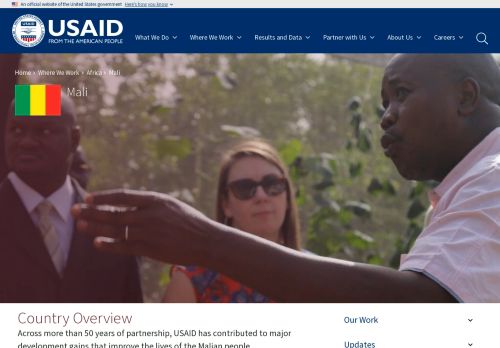 An official website of the United States government Here's how you know
USAID
FROM THE AMERICAN PEOPLE
What We Do
Where We Work
Results and Data
Partner with Us
About Us
Careers
Home › Where We Work › Africa › Mali
Mali
Country Overview
Across more than 50 years of partnership, USAID has contributed to major
development gains that improve the lives of the Malian people.
Our Work
Updates